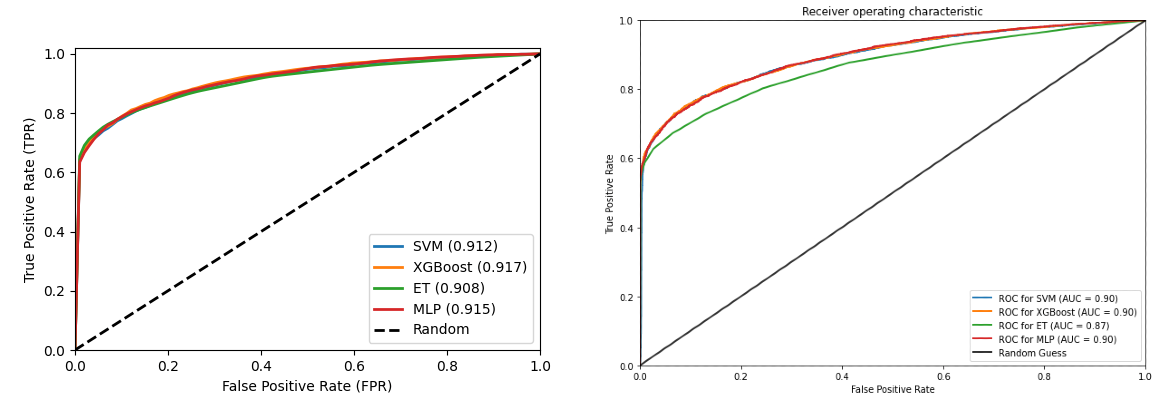 True Positive Rate (TPR)
1.0
0.8
0.6
0.4
0.2
0.0
0.0 0.2 0.4 0.6 0.8 1.0
False Positive Rate (FPR)
SVM (0.912)
XGBoost (0.917)
ET (0.908)
MLP (0.915)
Random
Receiver operating characteristic
True Positive Rate
1.0
0.8
0.6
0.4
0.2
0.0
0.0 0.2 0.4 0.6 0.8 1.0
False Positive Rate
ROC for SVM (AUC = 0.90)
ROC for XGBoost (AUC = 0.90)
ROC for ET (AUC = 0.87)
ROC for MLP (AUC = 0.90)
Random Guess